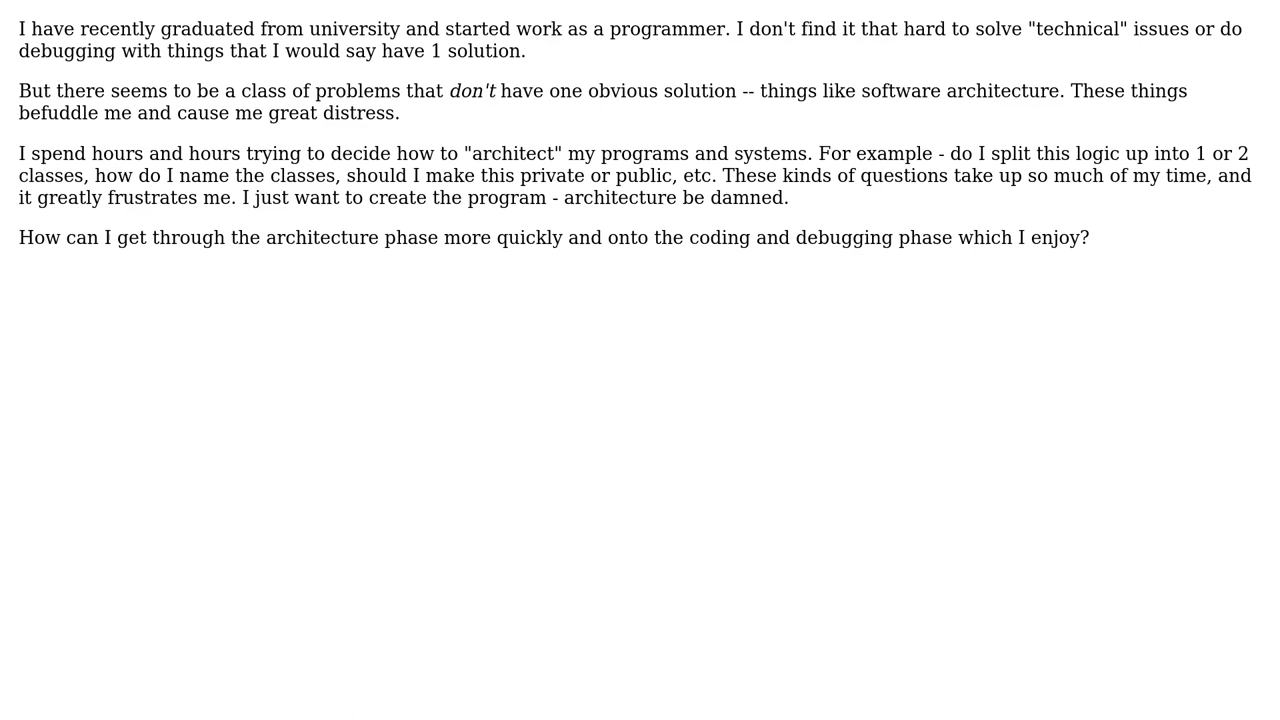 I have recently graduated from university and started work as a programmer. I don't find it that hard to solve "technical" issues or do
debugging with things that I would say have 1 solution.
But there seems to be a class of problems that don't have one obvious solution -- things like software architecture. These things
befuddle me and cause me great distress.
I spend hours and hours trying to decide how to "architect" my programs and systems. For example - do I split this logic up into 1 or 2
classes, how do I name the classes, should I make this private or public, etc. These kinds of questions take up so much of my time, and
it greatly frustrates me. I just want to create the program - architecture be damned.
How can I get through the architecture phase more quickly and onto the coding and debugging phase which I enjoy?